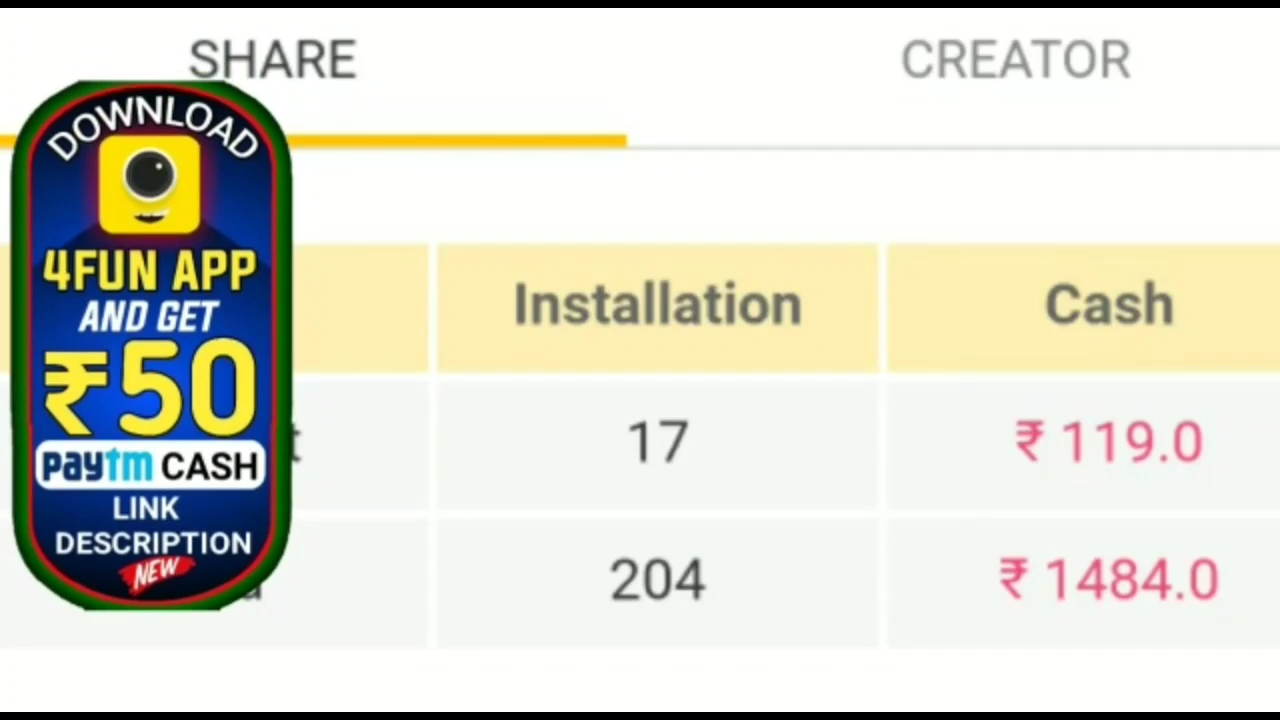 SHARE
CREATOR
DOWNLOAD
4FUN APP
AND GET
₹50
paytm CASH
LINK
DESCRIPTION
NEW
Installation
Cash
17
₹ 119.0
204
₹ 1484.0